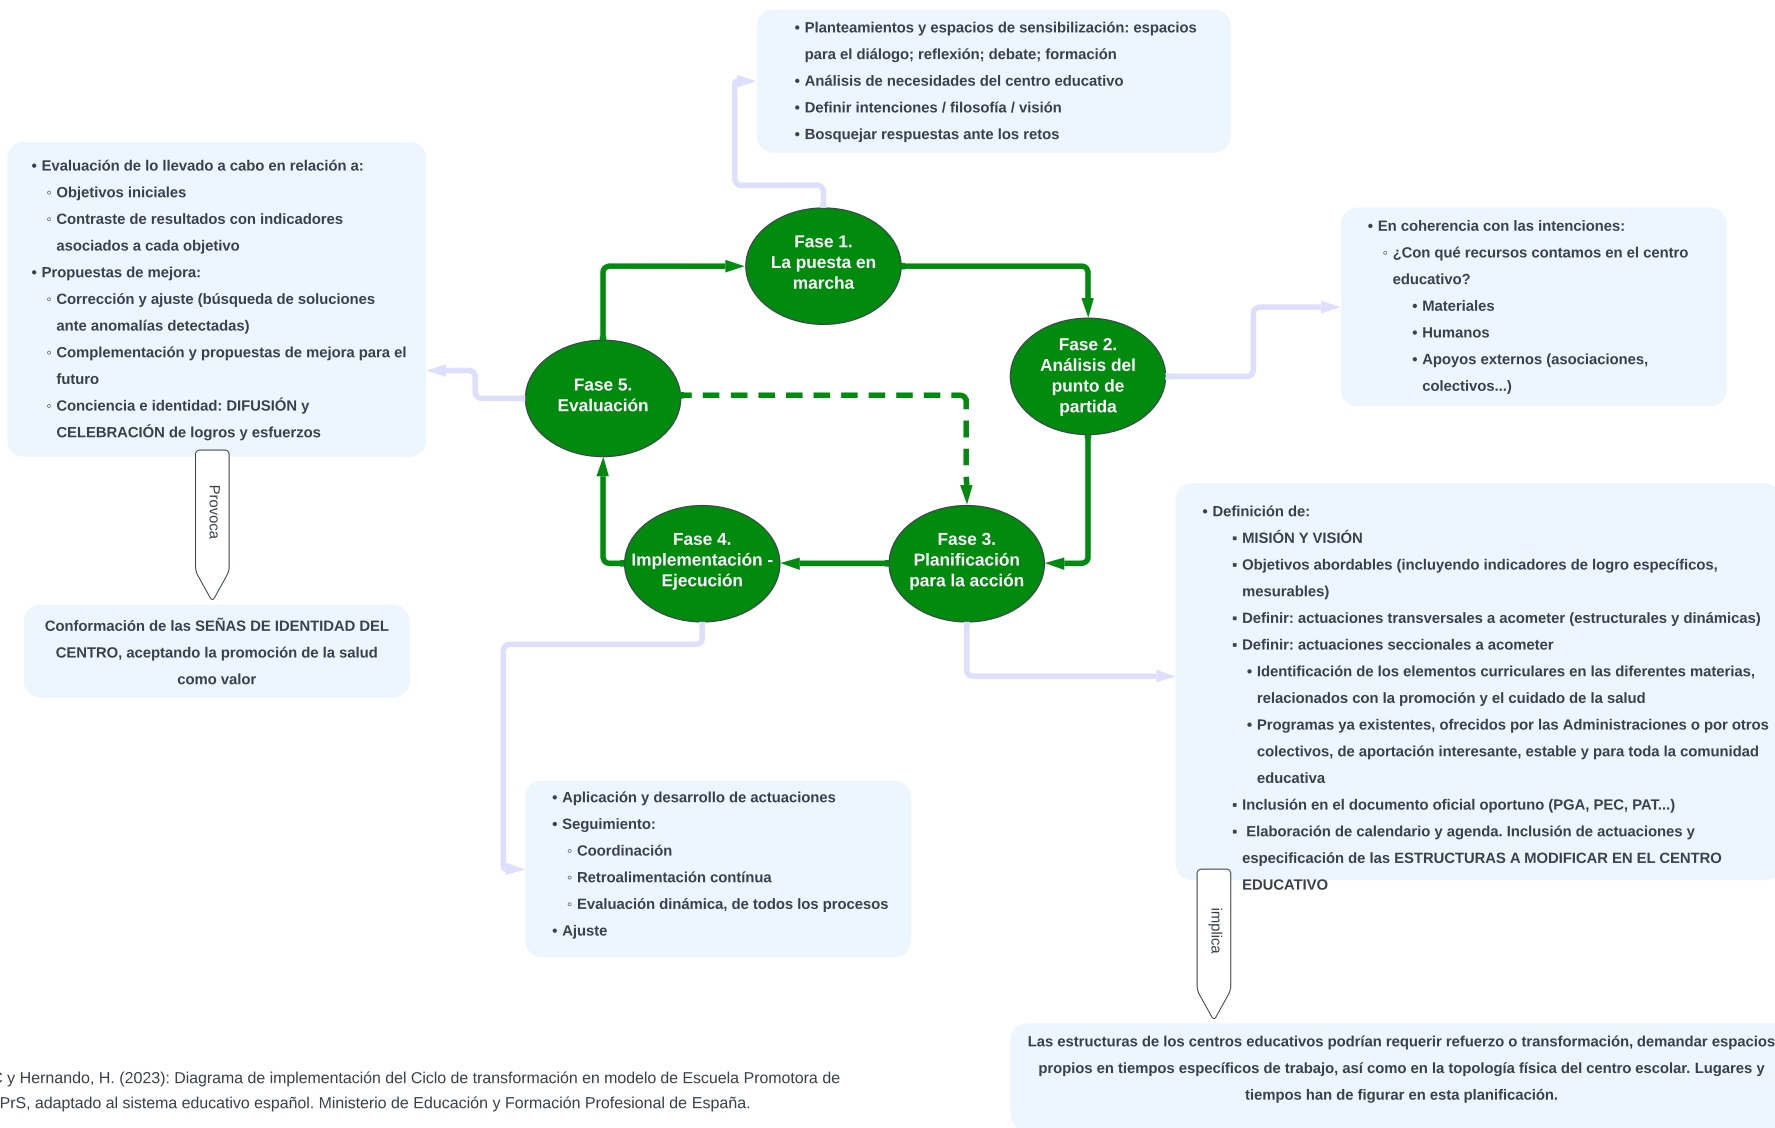 • Planteamientos y espacios de sensibilización: espacios
para el diálogo; reflexión; debate; formación
• Análisis de necesidades del centro educativo
• Definir intenciones / filosofía / visión
• Bosquejar respuestas ante los retos
• Evaluación de lo llevado a cabo en relación a:
◦ Objetivos iniciales
◦ Contraste de resultados con indicadores
asociados a cada objetivo
• Propuestas de mejora:
◦ Corrección y ajuste (búsqueda de soluciones
ante anomalías detectadas)
◦ Complementación y propuestas de mejora para el
futuro
◦ Conciencia e identidad: DIFUSIÓN y
CELEBRACIÓN de logros y esfuerzos
Provoca
Conformación de las SEÑAS DE IDENTIDAD DEL
CENTRO, aceptando la promoción de la salud
como valor
Fase 1.
La puesta en
marcha
Fase 2.
Análisis del
punto de
partida
• En coherencia con las intenciones:
◦ ¿Con qué recursos contamos en el centro
educativo?
• Materiales
• Humanos
• Apoyos externos (asociaciones,
colectivos...)
Fase 5.
Evaluación
Fase 4.
Implementación -
Ejecución
Fase 3.
Planificación
para la acción
• Definición de:
▪ MISIÓN Y VISIÓN
▪ Objetivos abordables (incluyendo indicadores de logro específicos,
mesurables)
▪ Definir: actuaciones transversales a acometer (estructurales y dinámicas)
▪ Definir: actuaciones seccionales a acometer
• Identificación de los elementos curriculares en las diferentes materias,
relacionados con la promoción y el cuidado de la salud
• Programas ya existentes, ofrecidos por las Administraciones o por otros
colectivos, de aportación interesante, estable y para toda la comunidad
educativa
▪ Inclusión en el documento oficial oportuno (PGA, PEC, PAT...)
▪ Elaboración de calendario y agenda. Inclusión de actuaciones y
especificación de las ESTRUCTURAS A MODIFICAR EN EL CENTRO
EDUCATIVO
implica
Las estructuras de los centros educativos podrían requerir refuerzo o transformación, demandar espacios
propios en tiempos específicos de trabajo, así como en la topología física del centro escolar. Lugares y
tiempos han de figurar en esta planificación.
• Aplicación y desarrollo de actuaciones
• Seguimiento:
◦ Coordinación
◦ Retroalimentación contínua
◦ Evaluación dinámica, de todos los procesos
• Ajuste
y Hernando, H. (2023): Diagrama de implementación del Ciclo de transformación en modelo de Escuela Promotora de
PrS, adaptado al sistema educativo español. Ministerio de Educación y Formación Profesional de España.